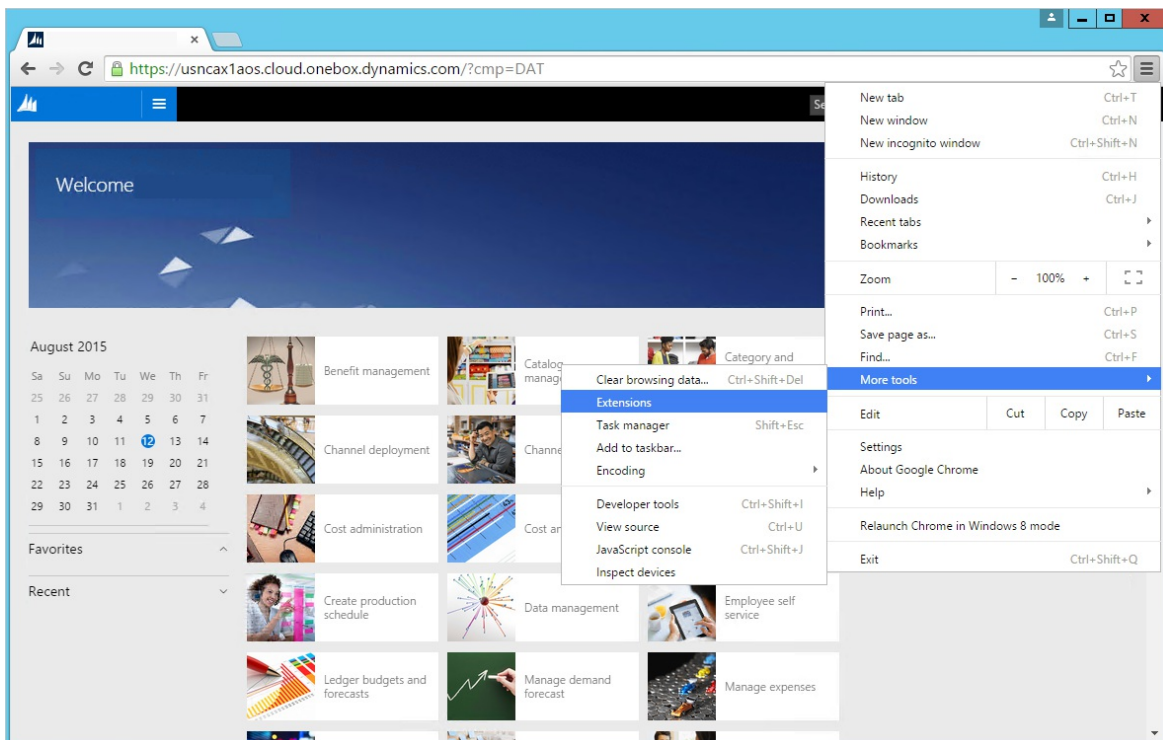 https://usncax1aos.cloud.onebox.dynamics.com/?cmp=DAT
Welcome
August 2015
Sa Su Mo Tu We Th Fr
25 26 27 28 29 30 31
1 2 3 4 5 6 7
8 9 10 11 12 13 14
15 16 17 18 19 20 21
22 23 24 25 26 27 28
29 30 31 1 2 3 4
Favorites
Recent
Benefit management
Catalog
Category and
Channel deployment
Cost administration
Create production
schedule
Data management
Employee self
service
Ledger budgets and
forecasts
Manage demand
forecast
Manage expenses
New tab Ctrl+T
New window Ctrl+N
New incognito window Ctrl+Shift+N
History Ctrl+H
Downloads Ctrl+J
Recent tabs
Bookmarks
Zoom - 100% +
Print... Ctrl+P
Save page as... Ctrl+S
Find... Ctrl+F
More tools
Edit Cut Copy Paste
Settings
About Google Chrome
Help
Relaunch Chrome in Windows 8 mode
Exit Ctrl+Shift+Q
Clear browsing data... Ctrl+Shift+Del
Extensions
Task manager Shift+Esc
Add to taskbar...
Encoding
Developer tools Ctrl+Shift+I
View source Ctrl+U
JavaScript console Ctrl+Shift+J
Inspect devices